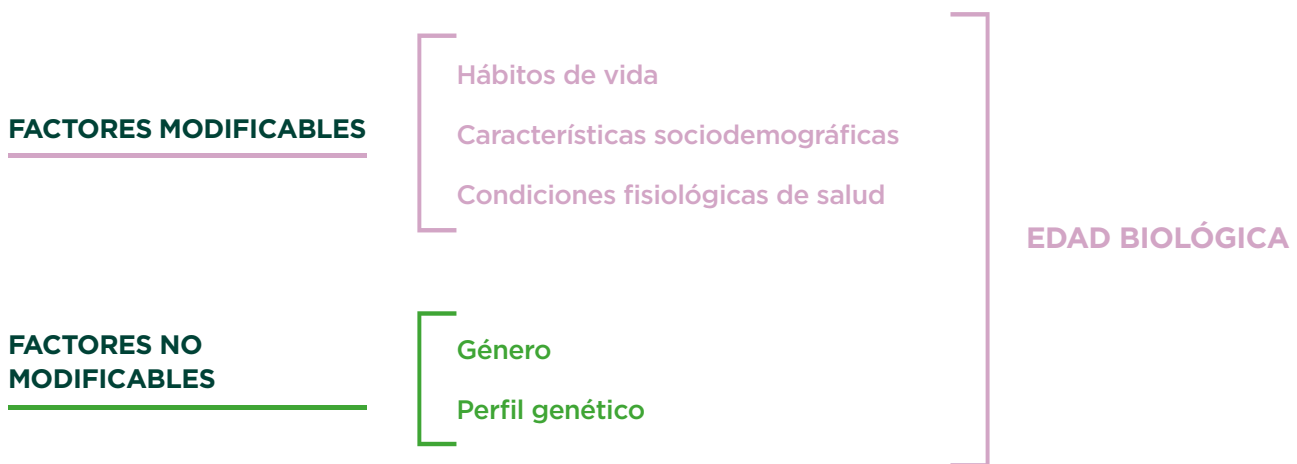 FACTORES MODIFICABLES
Hábitos de vida
Características sociodemográficas
Condiciones fisiológicas de salud
FACTORES NO
MODIFICABLES
Género
Perfil genético
EDAD BIOLÓGICA